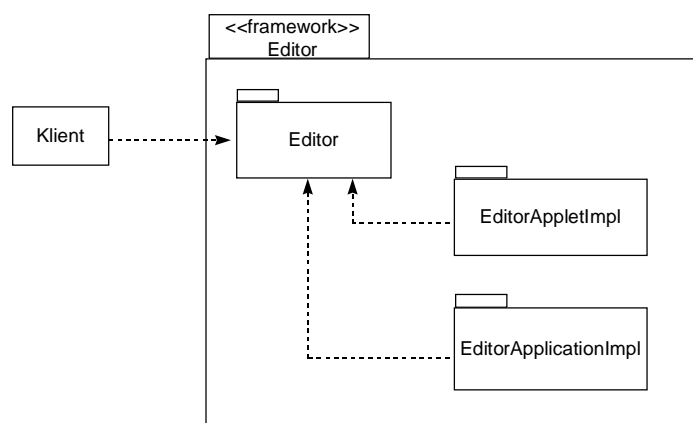 <<framework>>
Editor
Klient
Editor
EditorAppletImpl
EditorApplicationImpl